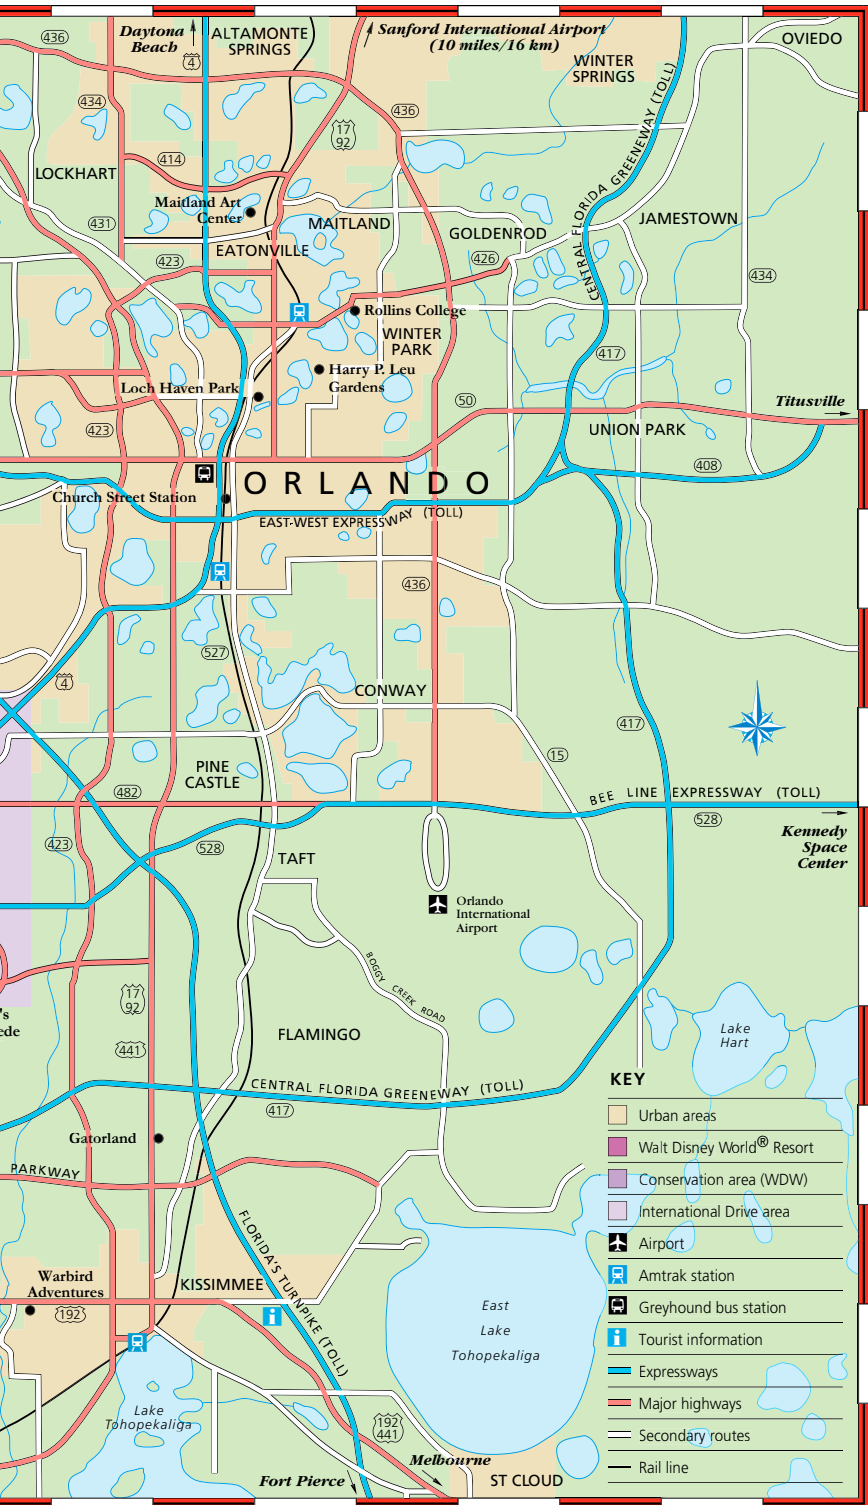 436
Daytona
Beach
4
ALTAMONTE
SPRINGS
Sanford International Airport
(10 miles/16 km)
WINTER
SPRINGS
OVIEDO
434
436
17
92
414
LOCKHART
CENTRAL FLORIDA GREENEWAY (TOLL)
Maitland Art
Center
431
MAITLAND
GOLDENROD
JAMESTOWN
EATONVILLE
423
426
434
Rollins College
WINTER
PARK
417
Harry P. Leu
Gardens
Loch Haven Park
50
Titusville
423
UNION PARK
408
ORLANDO
Church Street Station
EAST-WEST EXPRESSWAY (TOLL)
436
527
4
CONWAY
417
15
PINE
CASTLE
482
BEE LINE EXPRESSWAY (TOLL)
528
423
528
Kennedy
Space
Center
TAFT
Orlando
International
Airport
BOGGY CREEK ROAD
17
92
's
ede
441
FLAMINGO
Lake
Hart
CENTRAL FLORIDA GREENEWAY (TOLL)
417
Gatorland
PARKWAY
FLORIDA'S TURNPIKE (TOLL)
Warbird
Adventures
192
KISSIMMEE
East
Lake
Tohopekaliga
Lake
Tohopekaliga
192
441
Melbourne
Fort Pierce
ST CLOUD
KEY
Urban areas
Walt Disney World® Resort
Conservation area (WDW)
International Drive area
Airport
Amtrak station
Greyhound bus station
Tourist information
Expressways
Major highways
Secondary routes
Rail line